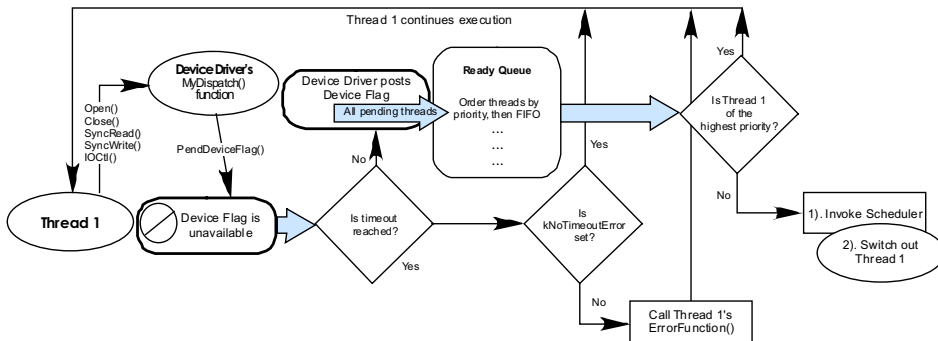 Thread 1 continues execution
Device Driver's
MyDispatch()
function
Open()
Close()
SyncRead()
SyncWrite()
IOCtl()
PendDeviceFlag()
Thread 1
Device Flag is
unavailable
Device Driver posts
Device Flag
All pending threads
Ready Queue
Order threads by
priority, then FIFO
...
...
...
No
Is timeout
reached?
Yes
Yes
Is
kNoTimeoutError
set?
No
Call Thread 1's
ErrorFunction()
Yes
Is Thread 1
of the
highest priority?
No
1). Invoke Scheduler
2). Switch out
Thread 1